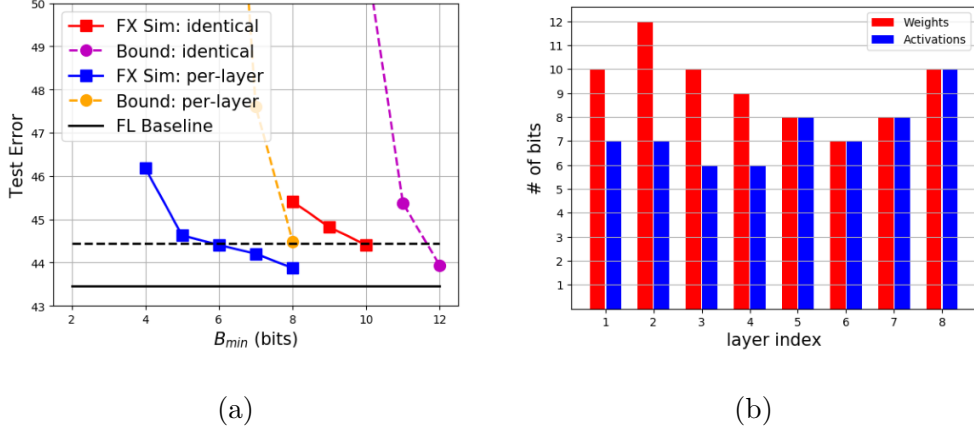 50
49
48
47
46
45
44
43
Test Error
FX Sim: identical
Bound: identical
FX Sim: per-layer
Bound: per-layer
FL Baseline
2 4 6 8 10 12
B_min (bits)
(a)
12
11
10
9
8
7
6
5
4
3
2
1
# of bits
Weights
Activations
1 2 3 4 5 6 7 8
layer index
(b)